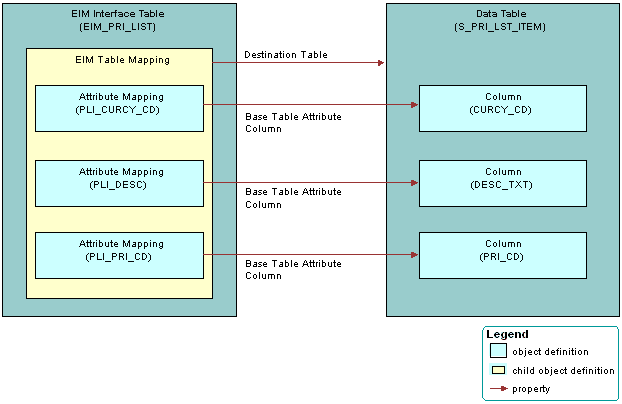 EIM Interface Table
(EIM_PRI_LIST)
EIM Table Mapping
Attribute Mapping
(PLI_CURCY_CD)
Attribute Mapping
(PLI_DESC)
Attribute Mapping
(PLI_PRI_CD)
Destination Table
Base Table Attribute
Column
Base Table Attribute
Column
Base Table Attribute
Column
Data Table
(S_PRI_LST_ITEM)
Column
(CURCY_CD)
Column
(DESC_TXT)
Column
(PRI_CD)
Legend
object definition
child object definition
property